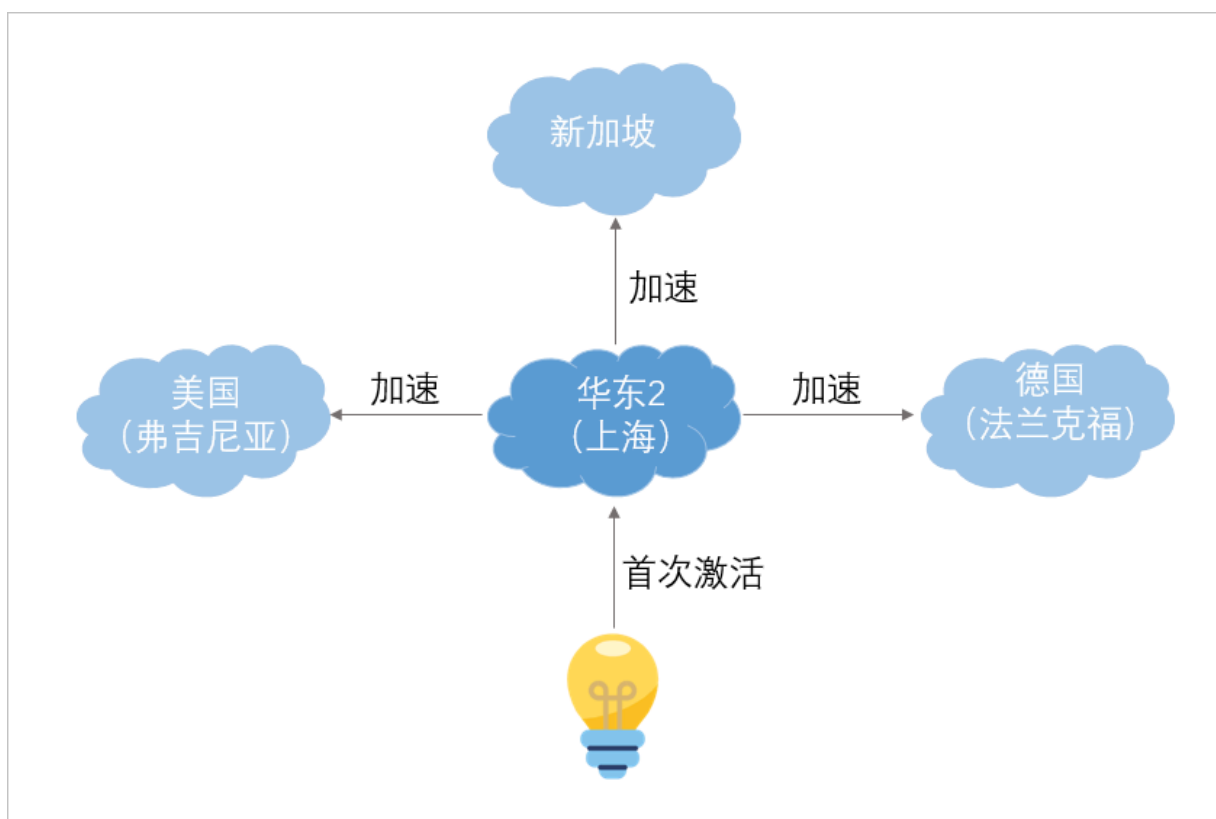 新加坡
加速
美国
（弗吉尼亚）
加速
华东2
（上海）
加速
德国
（法兰克福）
首次激活